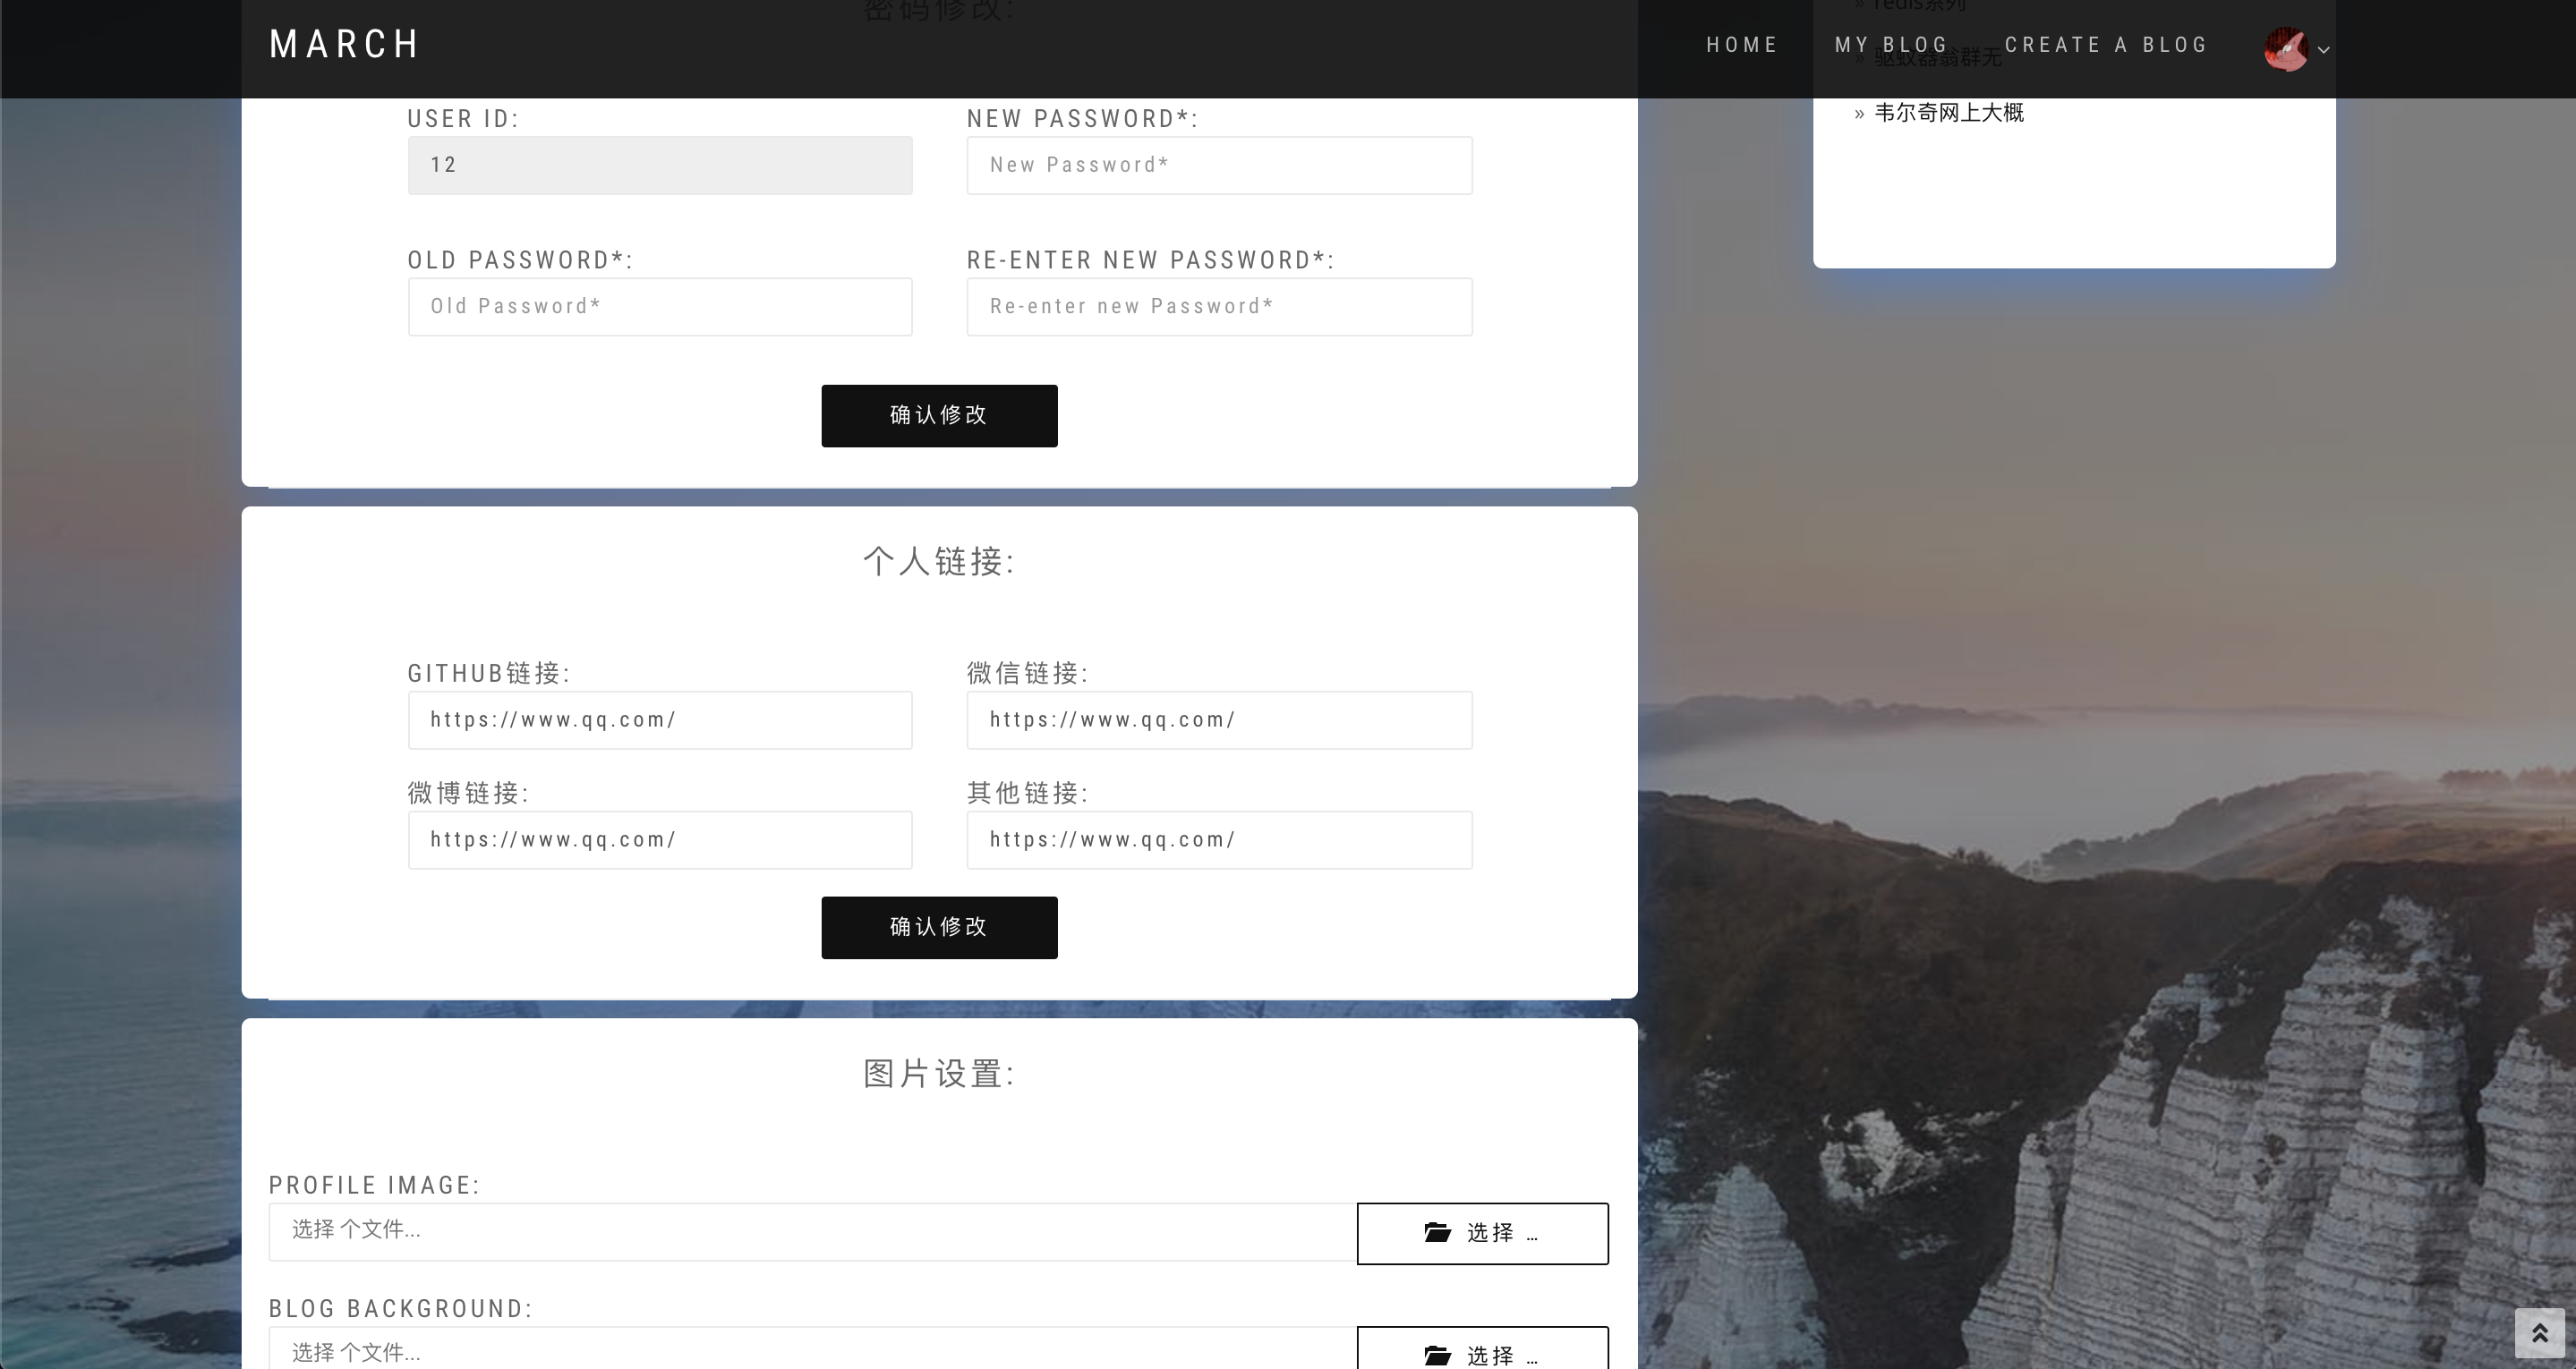 密码修改:
» redis系列
MARCH
HOME
MY BLOG
CREATE A BLOG
» 驱蚊器翁群无
» 韦尔奇网上大概
USER ID:
NEW PASSWORD*:
12
New Password*
OLD PASSWORD*:
RE-ENTER NEW PASSWORD*:
Old Password*
Re-enter new Password*
确认修改
个人链接:
GITHUB链接:
微信链接:
https://www.qq.com/
https://www.qq.com/
微博链接:
其他链接:
https://www.qq.com/
https://www.qq.com/
确认修改
图片设置:
PROFILE IMAGE:
选择 个文件...
选择 …
BLOG BACKGROUND:
选择 个文件...
选择 …